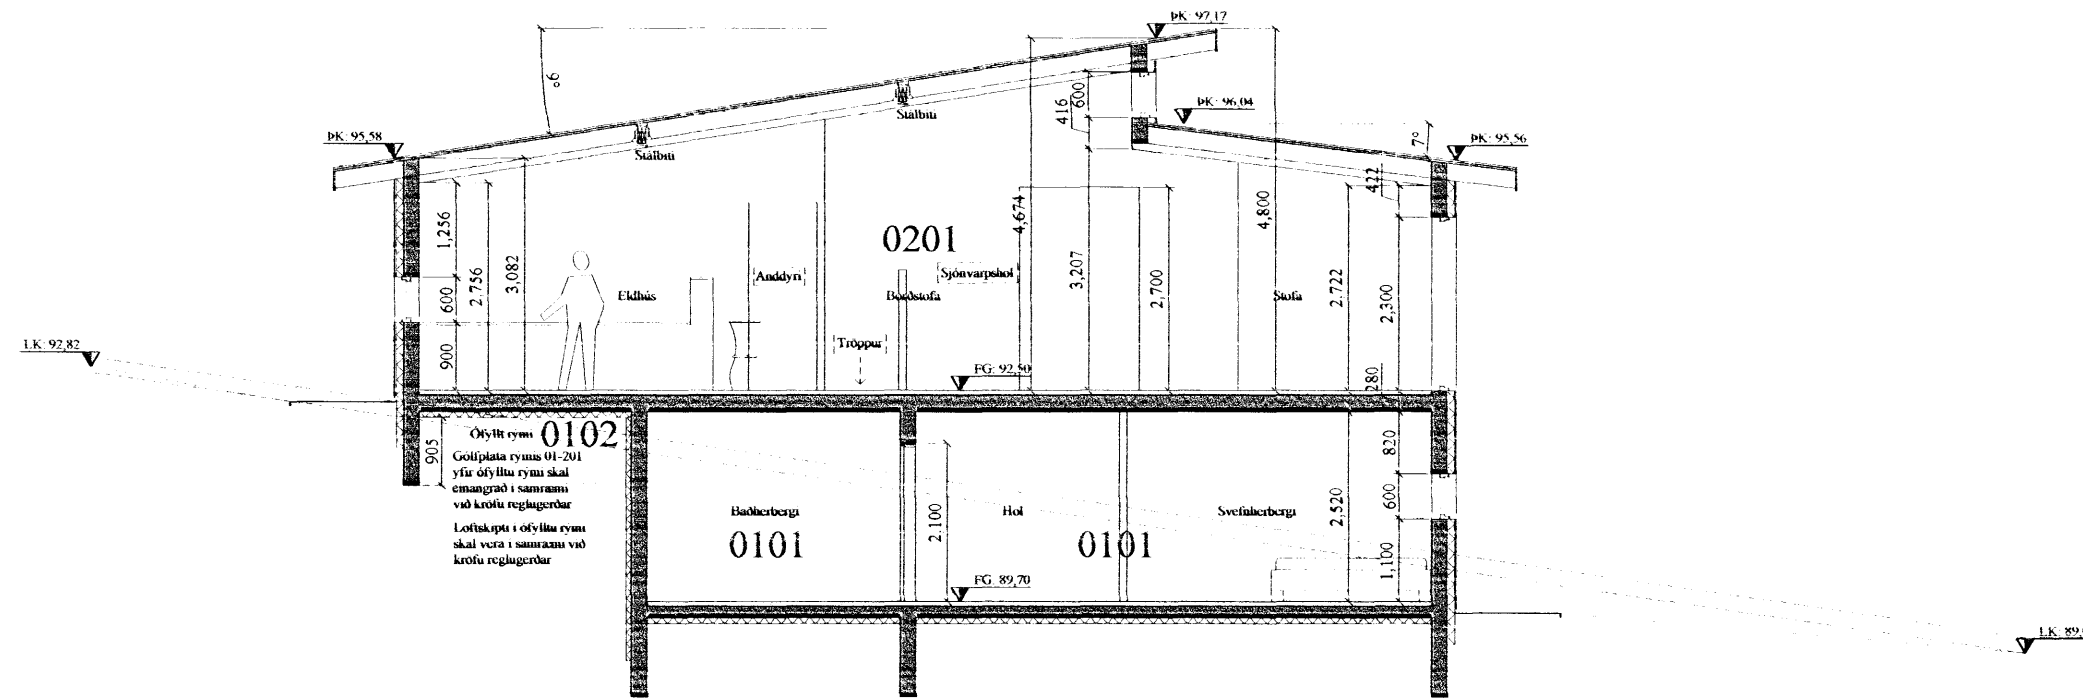 ÞK: 97,17
9°
416
600
ÞK: 96,04
Stálbiti
ÞK: 95,58
Stálbiti
7°
ÞK: 95,56
422
1,256
2.756
3,082
600
900
4,674
4,800
3,207
2,700
2.722
2,300
280
0201
Anddyri
Sjónvarpshol
Eldhús
Borðstofa
Stofa
Tröppur
LK: 92,82
FG: 92,50
905
Ófyllt rými
0102
Gólfplata rýmis 01-201
yfir ófylltu rými skal
einangrað í samræmi
við kröfu reglugerðar
Loftskipti í ófylltu rými
skal vera í samræmi við
kröfu reglugerðar
820
600
1,100
2,520
2.100
Baðherbergi
Hol
Svefnherbergi
0101
0101
FG: 89,70